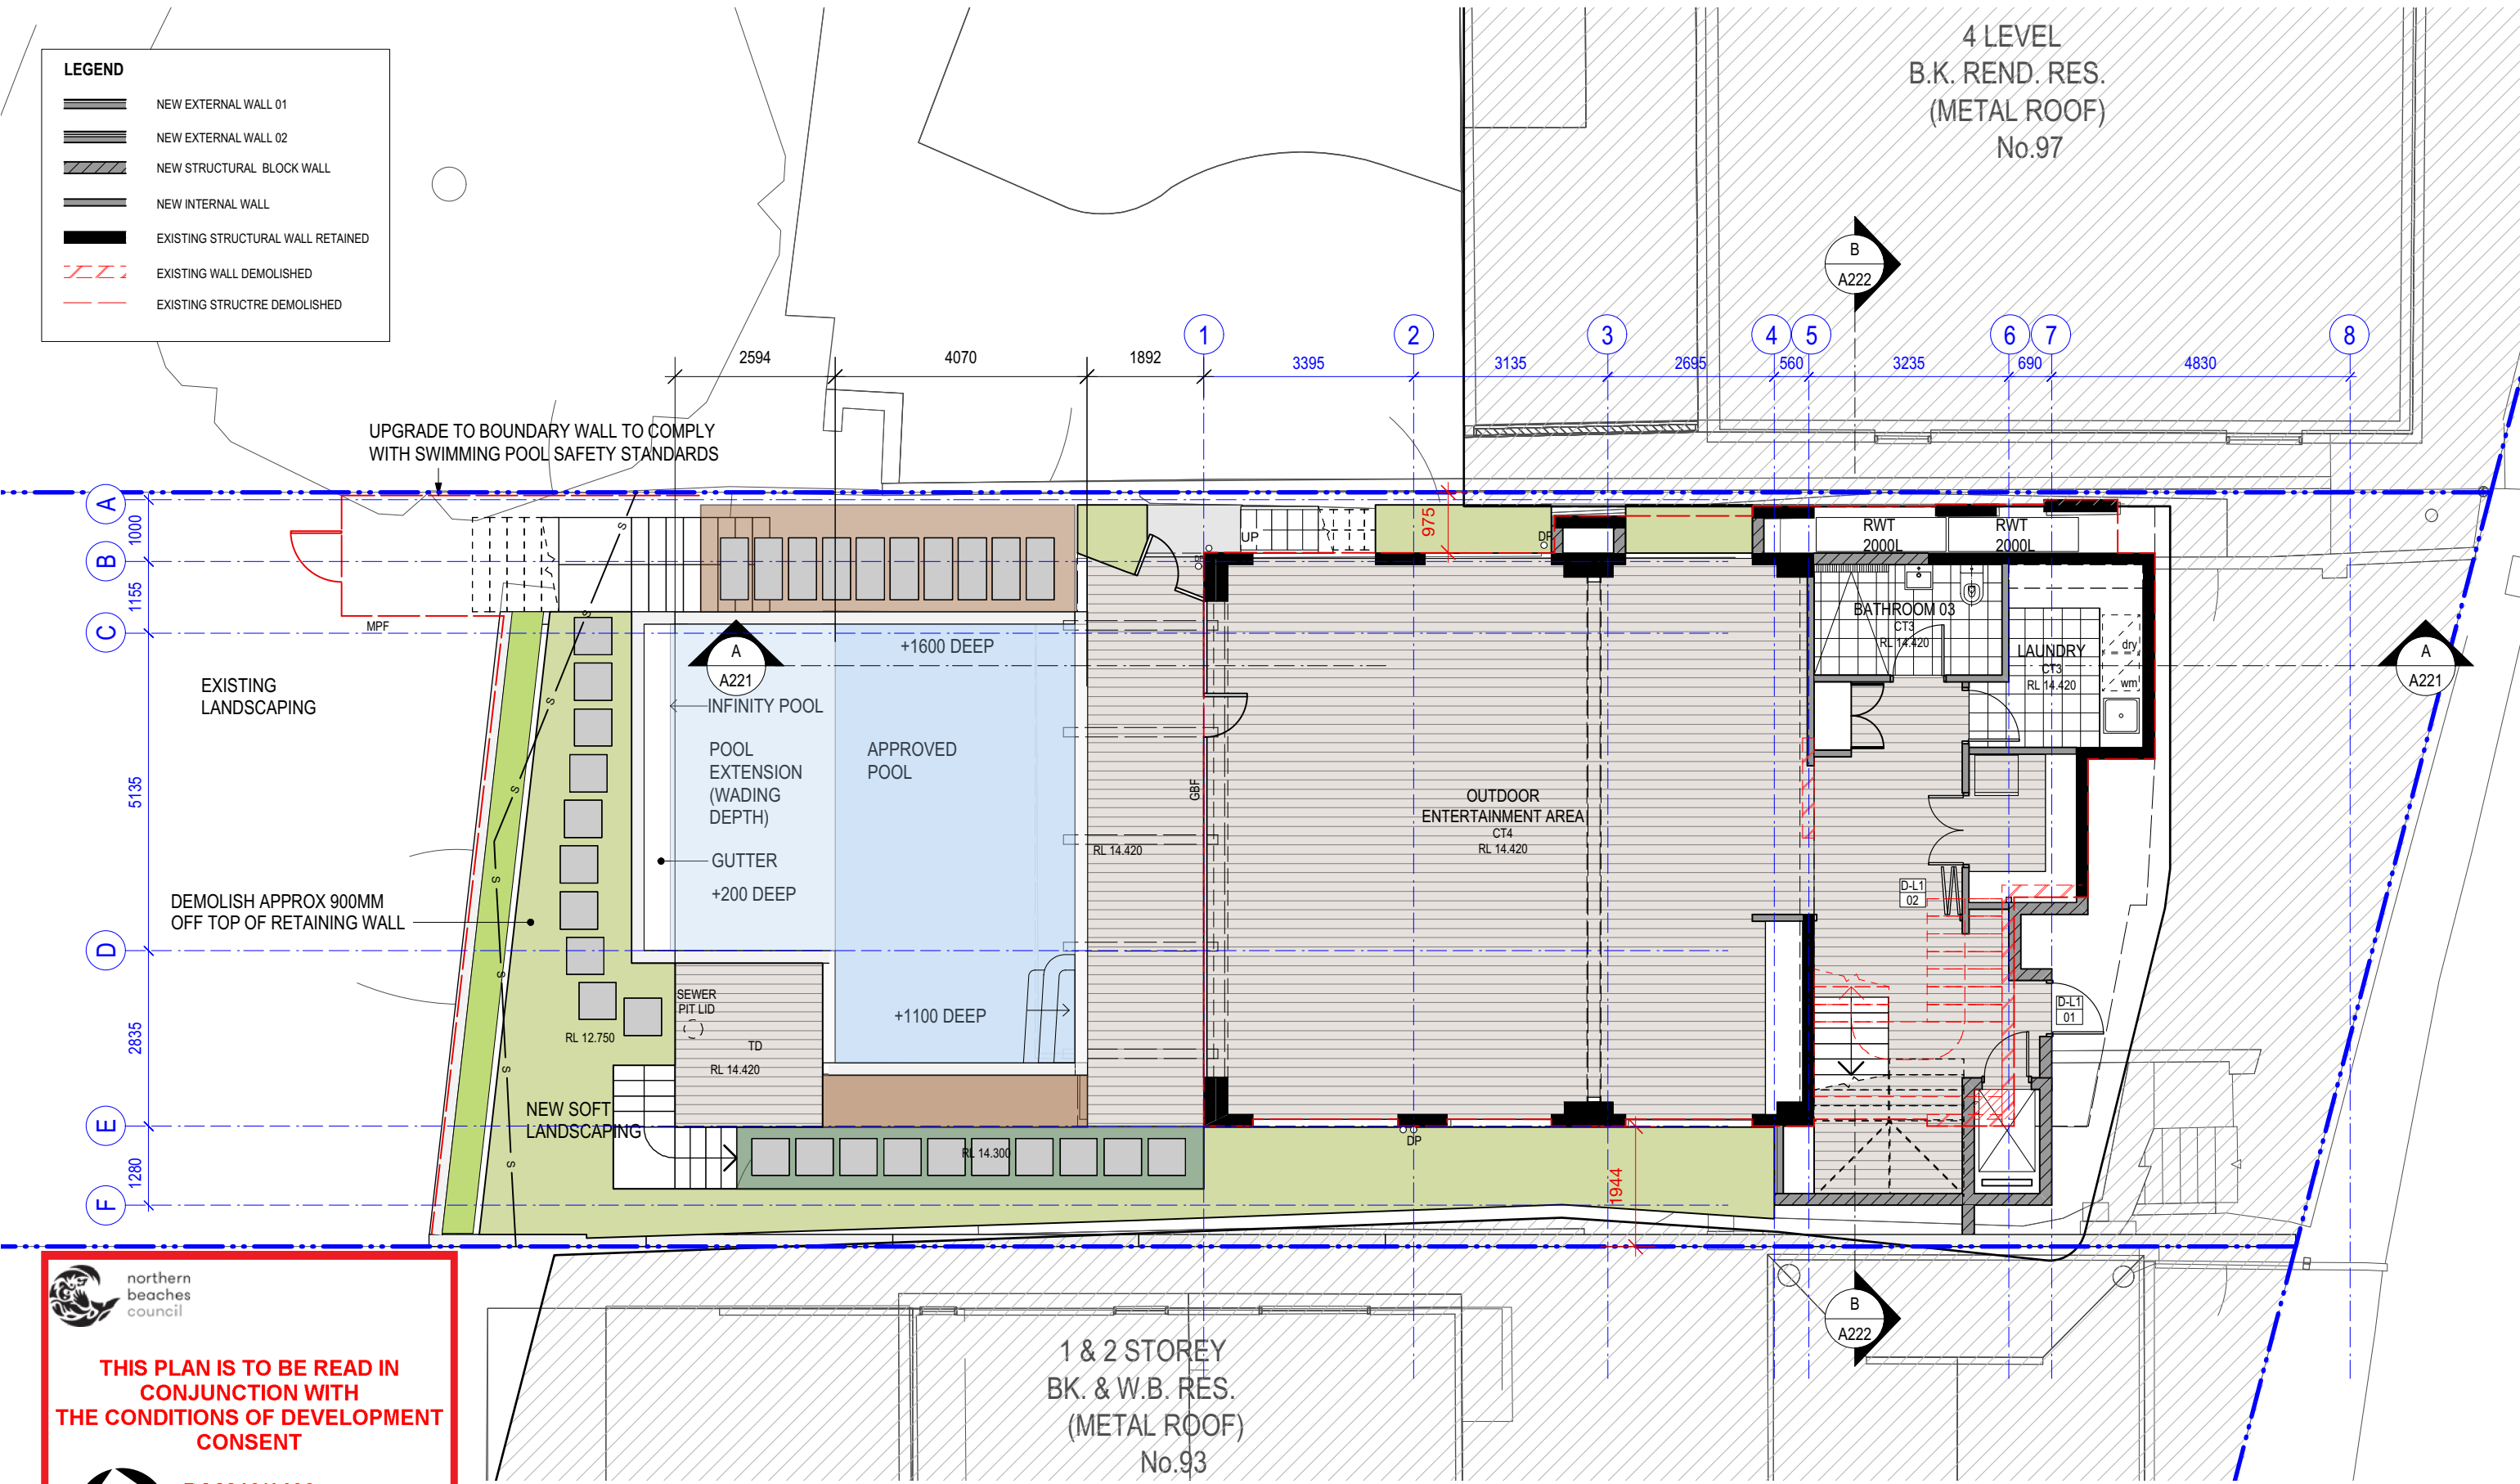 LEGEND
NEW EXTERNAL WALL 01
NEW EXTERNAL WALL 02
NEW STRUCTURAL BLOCK WALL
NEW INTERNAL WALL
EXISTING STRUCTURAL WALL RETAINED
EXISTING WALL DEMOLISHED
EXISTING STRUCTRE DEMOLISHED
4 LEVEL
B.K. REND. RES.
(METAL ROOF)
No.97
B
A222
1
2
3
4
5
6
7
8
2594
4070
1892
3395
3135
2695
560
3235
690
4830
UPGRADE TO BOUNDARY WALL TO COMPLY
WITH SWIMMING POOL SAFETY STANDARDS
A
B
C
D
E
F
1000
1155
5135
2835
1280
975
UP
DP
DP
RWT
2000L
RWT
2000L
MPF
S
S
S
S
S
S
S
S
EXISTING
LANDSCAPING
A
A221
+1600 DEEP
INFINITY POOL
POOL
EXTENSION
(WADING
DEPTH)
APPROVED
POOL
GUTTER
+200 DEEP
+1100 DEEP
RL 14.420
GBF
OUTDOOR
ENTERTAINMENT AREA
CT4
RL 14.420
BATHROOM 03
CT3
RL 14.420
LAUNDRY
CT3
RL 14.420
dry
wm
A
A221
DEMOLISH APPROX 900MM
OFF TOP OF RETAINING WALL
D-L1
02
D-L1
01
SEWER
PIT LID
TD
RL 14.420
RL 12.750
NEW SOFT
LANDSCAPING
RL 14.300
DP
1944
B
A222
1 & 2 STOREY
BK. & W.B. RES.
(METAL ROOF)
No.93
northern
beaches
council
THIS PLAN IS TO BE READ IN
CONJUNCTION WITH
THE CONDITIONS OF DEVELOPMENT
CONSENT